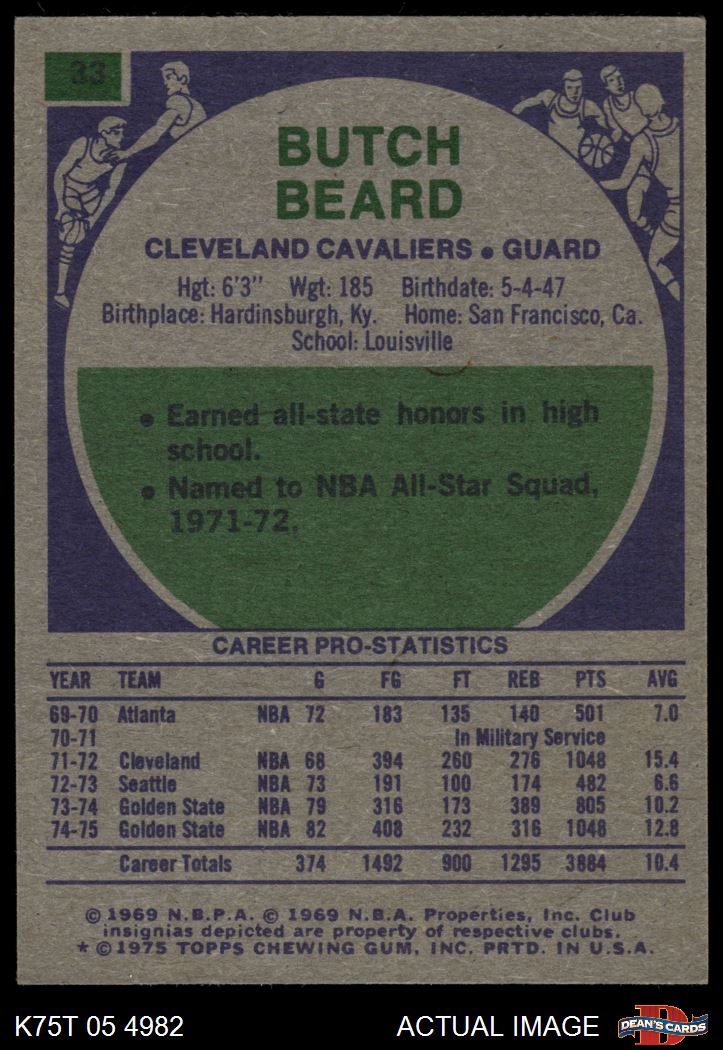 33
BUTCH
BEARD
CLEVELAND CAVALIERS • GUARD
Hgt: 6'3" Wgt: 185 Birthdate: 5-4-47
Birthplace: Hardinsburgh, Ky. Home: San Francisco, Ca.
School: Louisville
• Earned all-state honors in high
school.
• Named to NBA All-Star Squad,
1971-72.
CAREER PRO-STATISTICS
YEAR TEAM G FG FT REB PTS AVG
69-70 Atlanta NBA 72 183 135 140 501 7.0
70-71 In Military Service
71-72 Cleveland NBA 68 394 260 276 1048 15.4
72-73 Seattle NBA 73 191 100 174 482 6.6
73-74 Golden State NBA 79 316 173 389 805 10.2
74-75 Golden State NBA 82 408 232 316 1048 12.8
Career Totals 374 1492 900 1295 3884 10.4
© 1969 N.B.P.A. © 1969 N.B.A. Properties, Inc. Club
insignias depicted are property of respective clubs.
* © 1975 TOPPS CHEWING GUM, INC. PRTD. IN U.S.A.
K75T 05 4982 ACTUAL IMAGE D DEAN'S CARDS